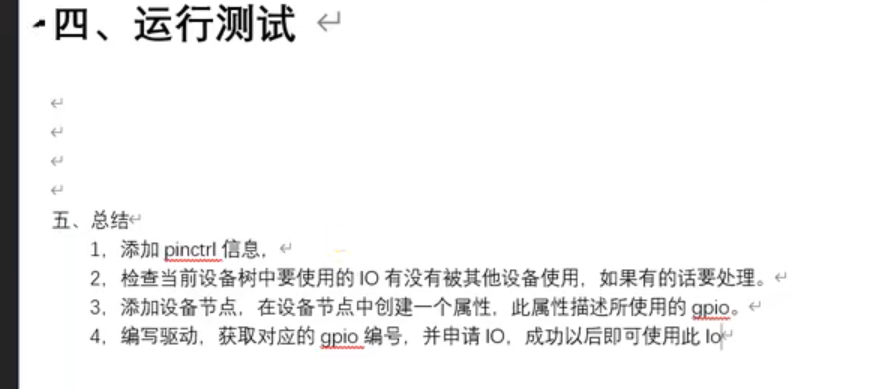 四、运行测试
五、总结
1，添加 pinctrl 信息，
2，检查当前设备树中要使用的 IO 有没有被其他设备使用，如果有的话要处理。
3，添加设备节点，在设备节点中创建一个属性，此属性描述所使用的 gpio。
4，编写驱动，获取对应的 gpio 编号，并申请 IO，成功以后即可使用此 Io